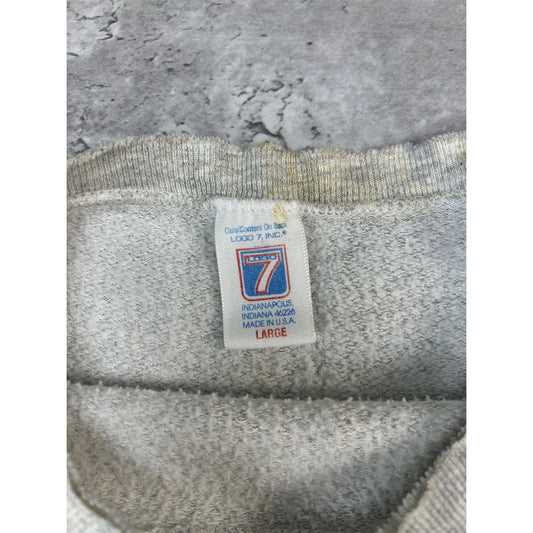 Care/Content On Back
LOGO 7, INC.®
LOGO
7
INDIANAPOLIS,
INDIANA 46226
MADE IN U.S.A.
LARGE